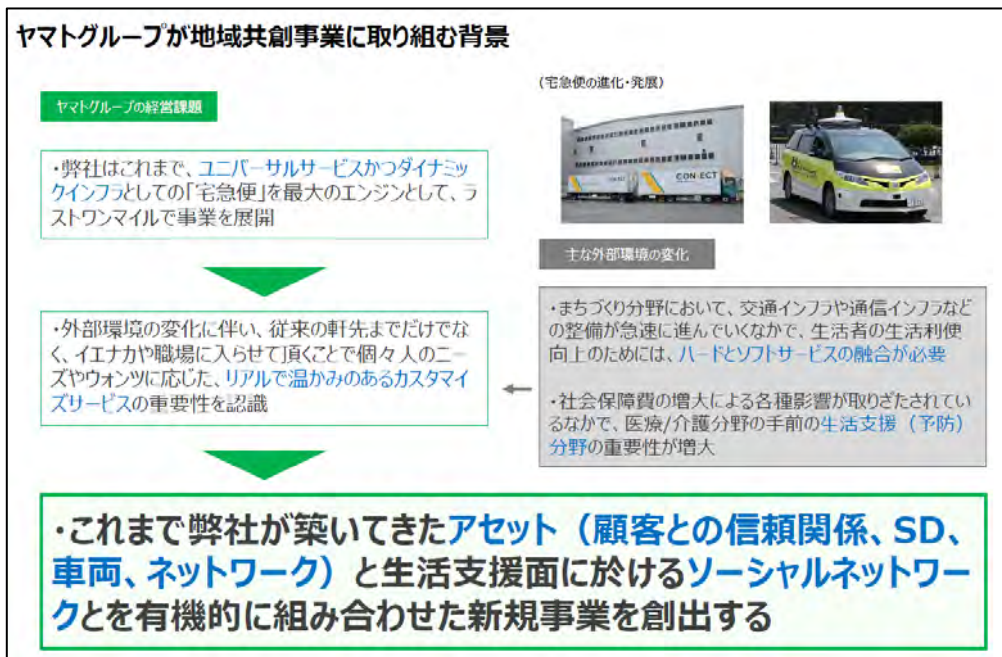 ヤマトグループが地域共創事業に取り組む背景
(宅急便の進化・発展)
ヤマトグループの経営課題
・弊社はこれまで、ユニバーサルサービスかつダイナミッ
クインフラとしての「宅急便」を最大のエンジンとして、ラ
ストワンマイルで事業を展開
CON-ECT
CON-ECT
主な外部環境の変化
・外部環境の変化に伴い、従来の軒先までだけでな
く、イエナカや職場に入らせて頂くことで個々人のニー
ズやウォンツに応じた、リアルで温かみのあるカスタマイ
ズサービスの重要性を認識
・まちづくり分野において、交通インフラや通信インフラなど
の整備が急速に進んでいくなかで、生活者の生活利便
向上のためには、ハードとソフトサービスの融合が必要
・社会保障費の増大による各種影響が取りざたされてい
るなかで、医療/介護分野の手前の生活支援（予防）
分野の重要性が増大
・これまで弊社が築いてきたアセット（顧客との信頼関係、SD、
車両、ネットワーク）と生活支援面に於けるソーシャルネットワー
クとを有機的に組み合わせた新規事業を創出する